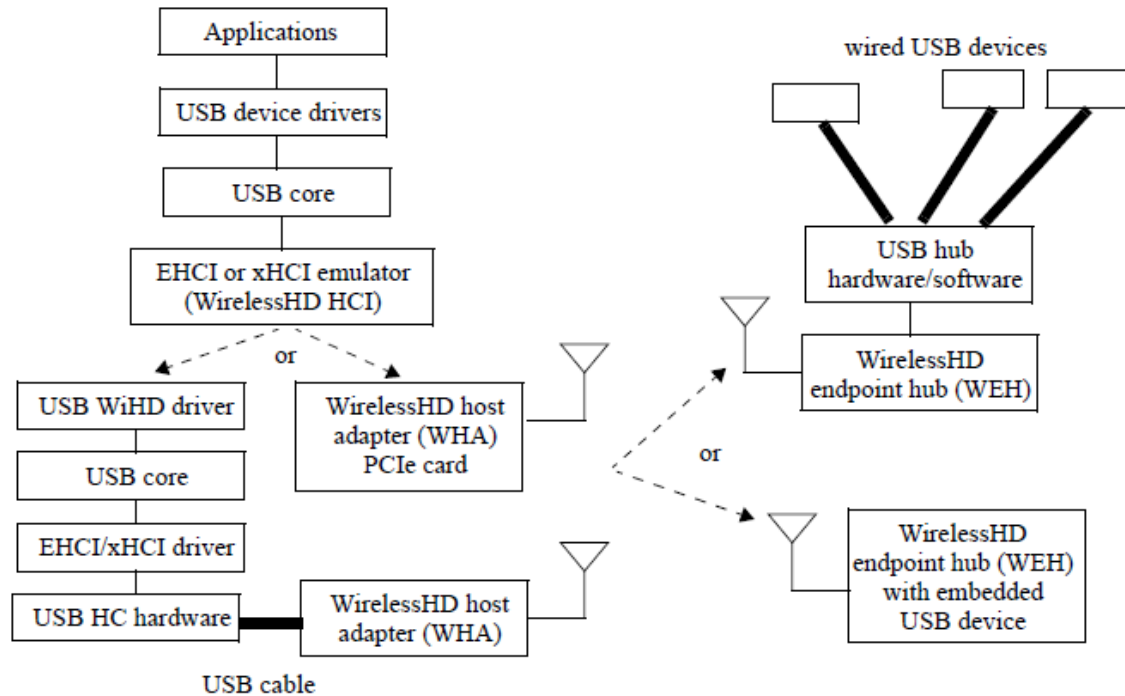 Applications
USB device drivers
USB core
EHCI or xHCI emulator
(WirelessHD HCI)
or
USB WiHD driver
USB core
EHCI/xHCI driver
USB HC hardware
USB cable
WirelessHD host
adapter (WHA)
PCIe card
WirelessHD host
adapter (WHA)
wired USB devices
USB hub
hardware/software
WirelessHD
endpoint hub (WEH)
or
WirelessHD
endpoint hub (WEH)
with embedded
USB device